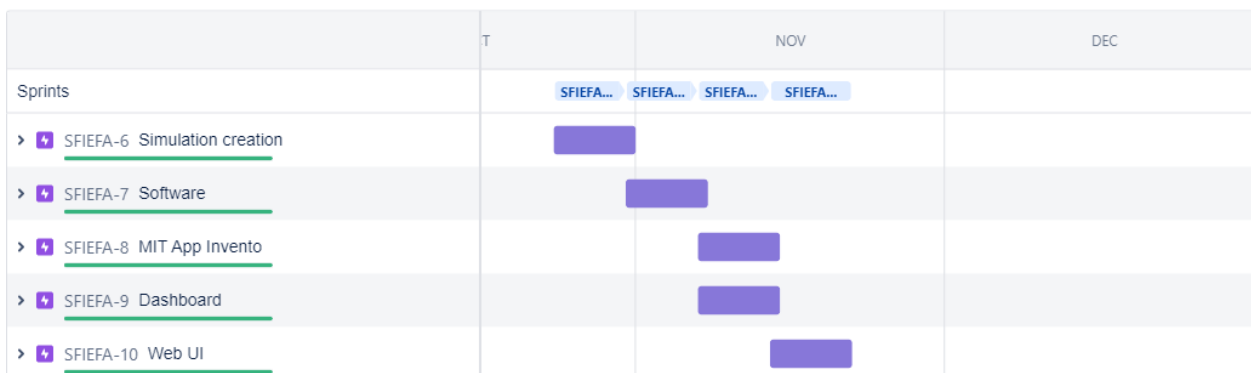 T NOV DEC
Sprints SFIEFA... SFIEFA... SFIEFA... SFIEFA...
SFIEFA-6 Simulation creation
SFIEFA-7 Software
SFIEFA-8 MIT App Invento
SFIEFA-9 Dashboard
SFIEFA-10 Web UI